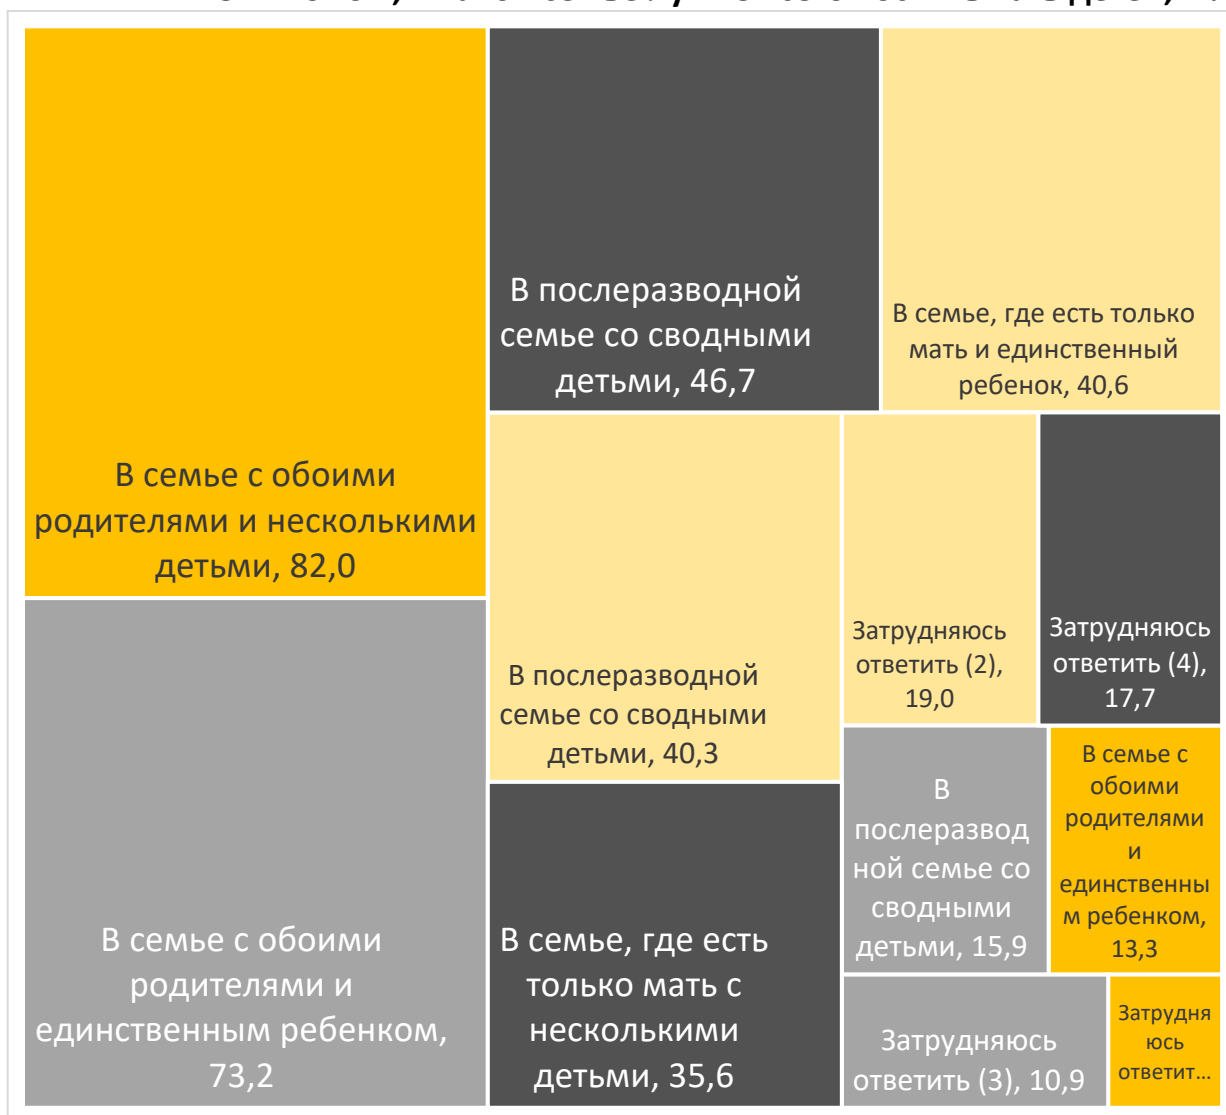 В семье с обоими
родителями и несколькими
детьми, 82,0
В послеразводной
семье со сводными
детьми, 46,7
В семье, где есть только
мать и единственный
ребенок, 40,6
В послеразводной
семье со сводными
детьми, 40,3
Затрудняюсь
ответить (2),
19,0
Затрудняюсь
ответить (4),
17,7
В семье с обоими
родителями и
единственным ребенком,
73,2
В семье, где есть
только мать с
несколькими
детьми, 35,6
В
послеразвод
ной семье со
сводными
детьми, 15,9
В семье с
обоими
родителями
и
единственны
м ребенком,
13,3
Затрудняюсь
ответить (3), 10,9
Затрудня
юсь
ответит...